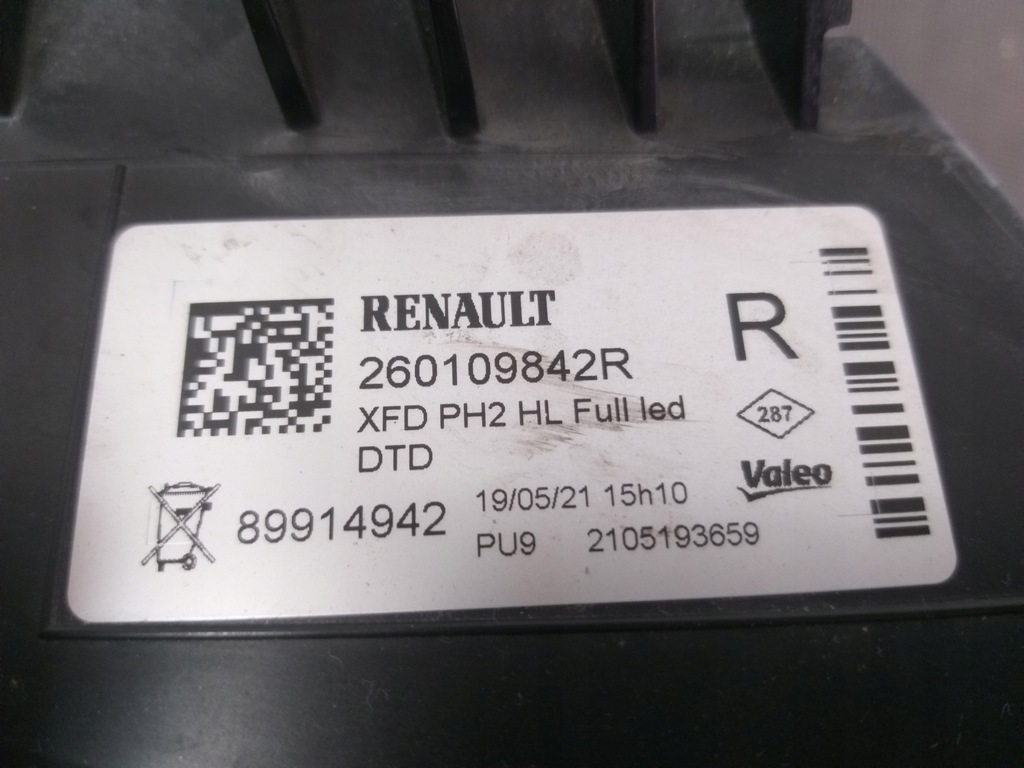 RENAULT
R
260109842R
XFD PH2 HL Full led
287
DTD
Valeo
89914942
19/05/21 15h10
PU9 2105193659